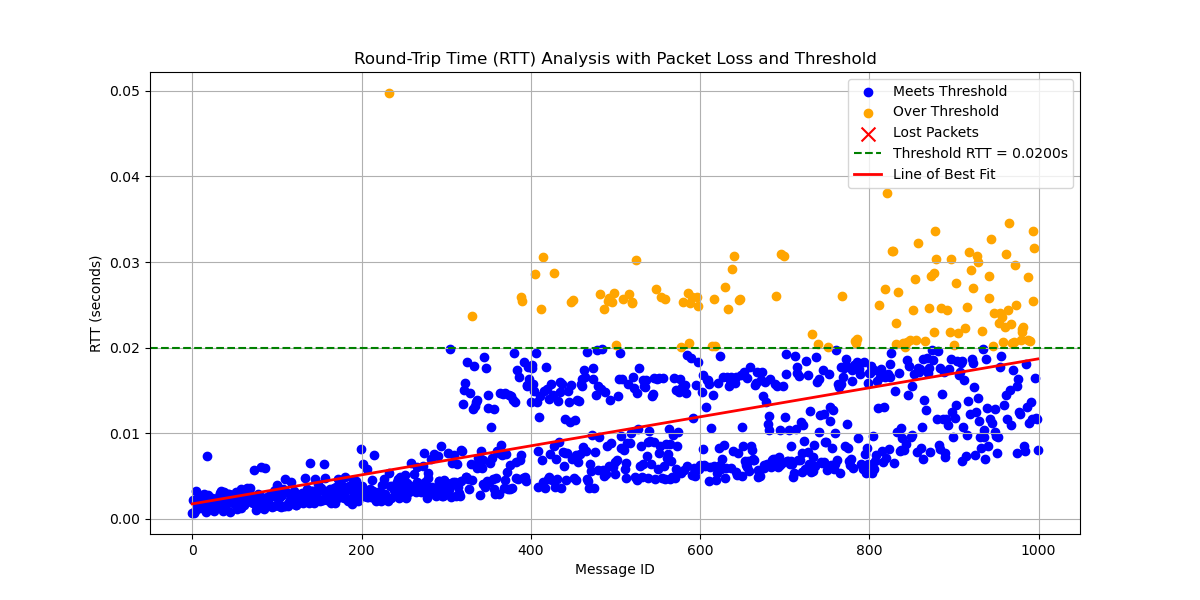 Round-Trip Time (RTT) Analysis with Packet Loss and Threshold
Meets Threshold
Over Threshold
Lost Packets
Threshold RTT = 0.0200s
Line of Best Fit
RTT (seconds)
0.05
0.04
0.03
0.02
0.01
0.00
0 200 400 600 800 1000
Message ID